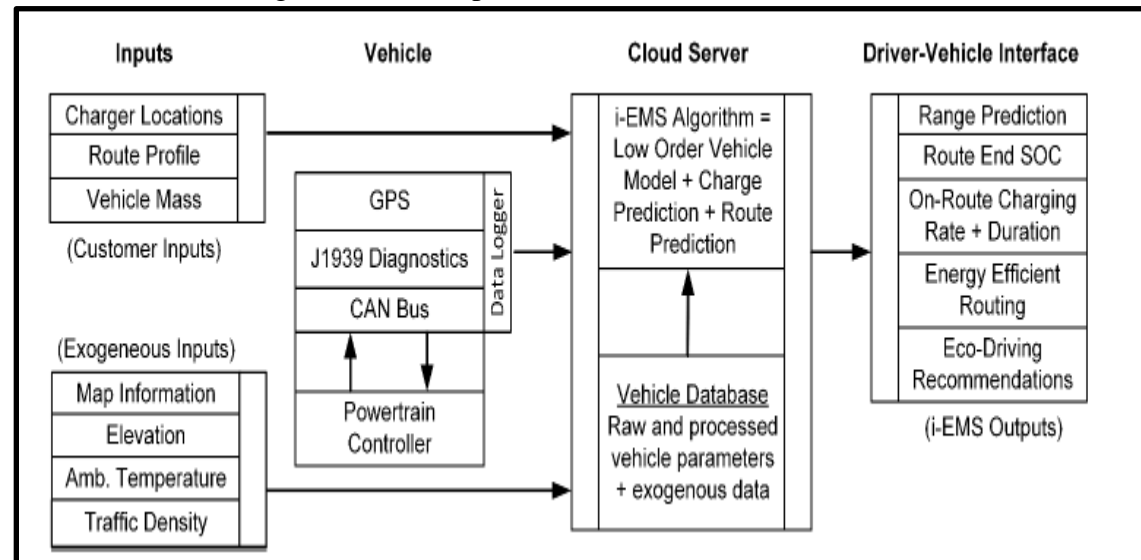 Inputs
Vehicle
Cloud Server
Driver-Vehicle Interface
Charger Locations
Route Profile
Vehicle Mass
(Customer Inputs)
(Exogeneous Inputs)
Map Information
Elevation
Amb. Temperature
Traffic Density
GPS
J1939 Diagnostics
CAN Bus
Data Logger
Powertrain
Controller
i-EMS Algorithm =
Low Order Vehicle
Model + Charge
Prediction + Route
Prediction
Vehicle Database
Raw and processed
vehicle parameters
+ exogenous data
Range Prediction
Route End SOC
On-Route Charging
Rate + Duration
Energy Efficient
Routing
Eco-Driving
Recommendations
(i-EMS Outputs)